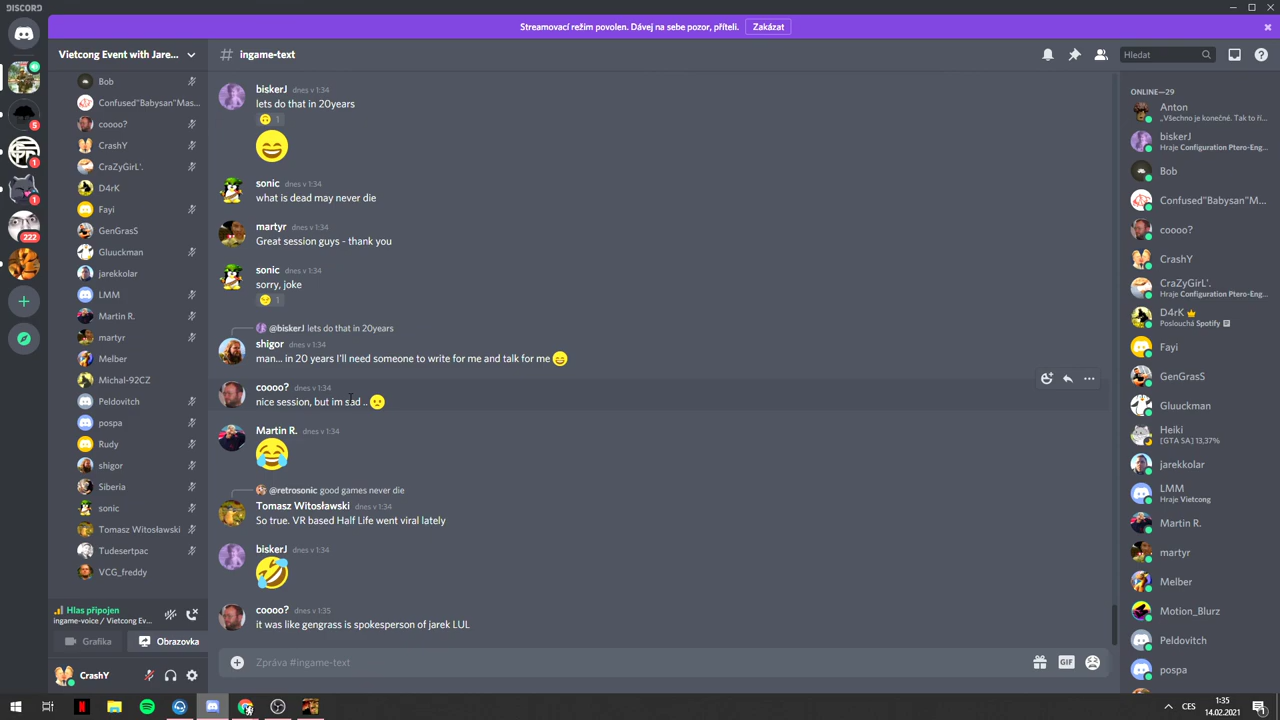 DISCORD
Streamovací režim povolen. Dávej na sebe pozor, příteli.
Zakázat
Vietcong Event with Jare...
ingame-text
Hledat
5
1
1
222
Bob
Confused"Babysan"Mas...
coooo?
CrashY
CraZyGirL'.
D4rK
Fayi
GenGrasS
Gluuckman
jarekkolar
LMM
Martin R.
martyr
Melber
Michal-92CZ
Peldovitch
pospa
Rudy
shigor
Siberia
sonic
Tomasz Witosławski
Tudesertpac
VCG_freddy
Hlas připojen
ingame-voice / Vietcong Ev...
Grafika
Obrazovka
CrashY
biskerJ dnes v 1:34
lets do that in 20years
1
sonic dnes v 1:34
what is dead may never die
martyr dnes v 1:34
Great session guys - thank you
sonic dnes v 1:34
sorry, joke
1
@biskerJ lets do that in 20years
shigor dnes v 1:34
man... in 20 years I'll need someone to write for me and talk for me
coooo? dnes v 1:34
nice session, but im sad ..
Martin R. dnes v 1:34
@retrosonic good games never die
Tomasz Witosławski dnes v 1:34
So true. VR based Half Life went viral lately
biskerJ dnes v 1:34
coooo? dnes v 1:35
it was like gengrass is spokesperson of jarek LUL
Zpráva #ingame-text
GIF
ONLINE—29
Anton
„Všechno je konečné. Tak to ří...
biskerJ
Hraje Configuration Ptero-Eng...
Bob
Confused"Babysan"M...
coooo?
CrashY
CraZyGirL'.
Hraje Configuration Ptero-Eng...
D4rK
Poslouchá Spotify
Fayi
GenGrasS
Gluuckman
Heiki
[GTA SA] 13,37%
jarekkolar
LMM
Hraje Vietcong
Martin R.
martyr
Melber
Motion_Blurz
Peldovitch
pospa
CES
1:35
14.02.2021
1